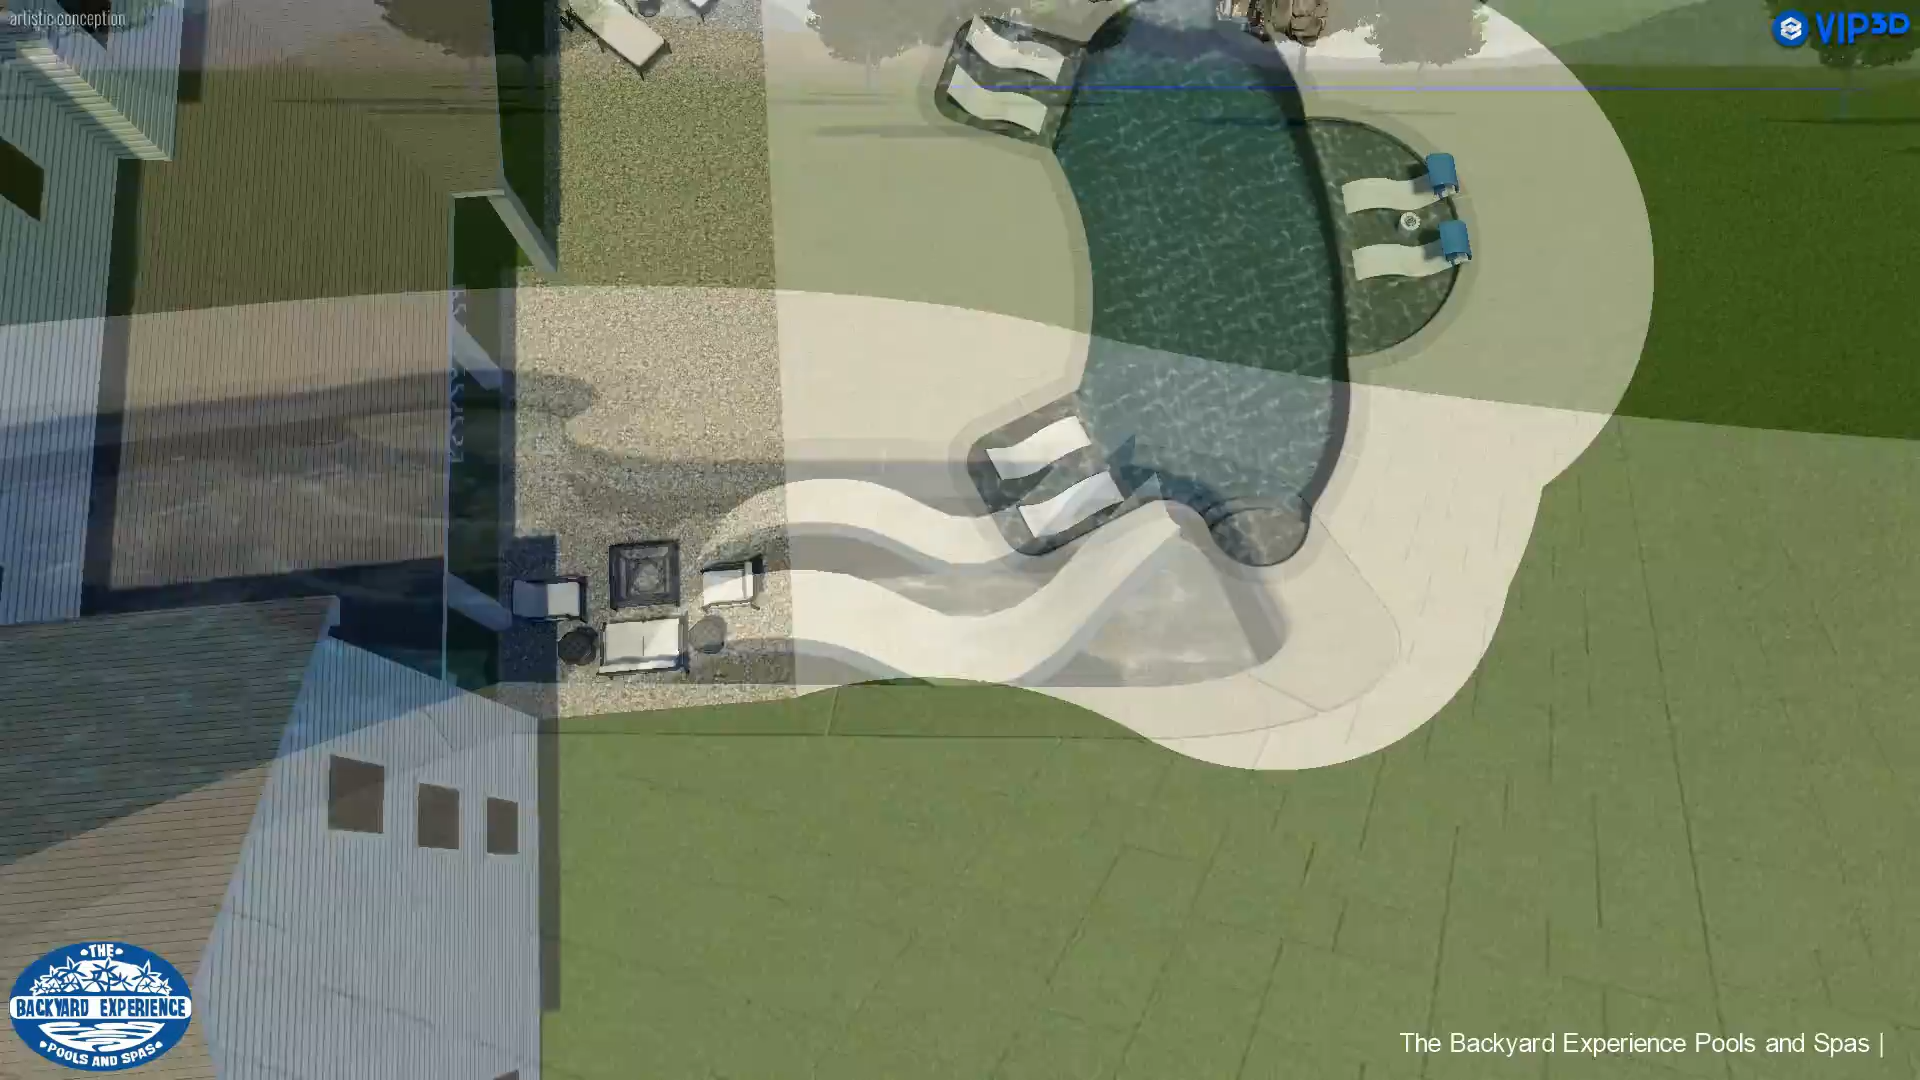 artistic conception
VIP3D
THE
BACKYARD EXPERIENCE
POOLS AND SPAS
The Backyard Experience Pools and Spas |